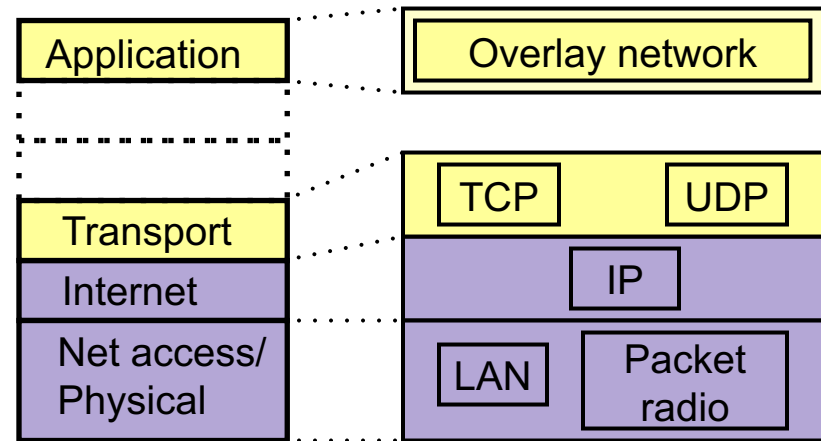 Application
Overlay network
TCP
UDP
Transport
Internet
IP
Net access/
Physical
LAN
Packet
radio